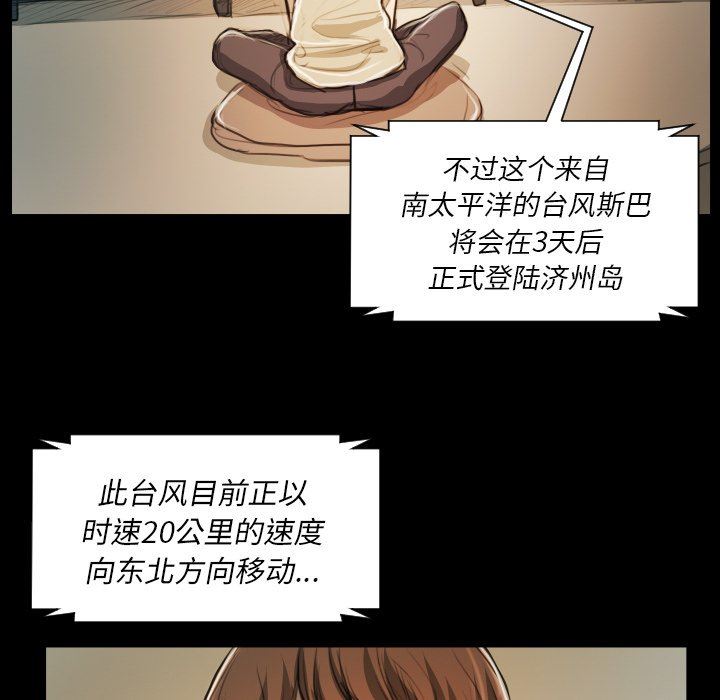 不过这个来自
南太平洋的台风斯巴
将会在3天后
正式登陆济州岛
此台风目前正以
时速20公里的速度
向东北方向移动...